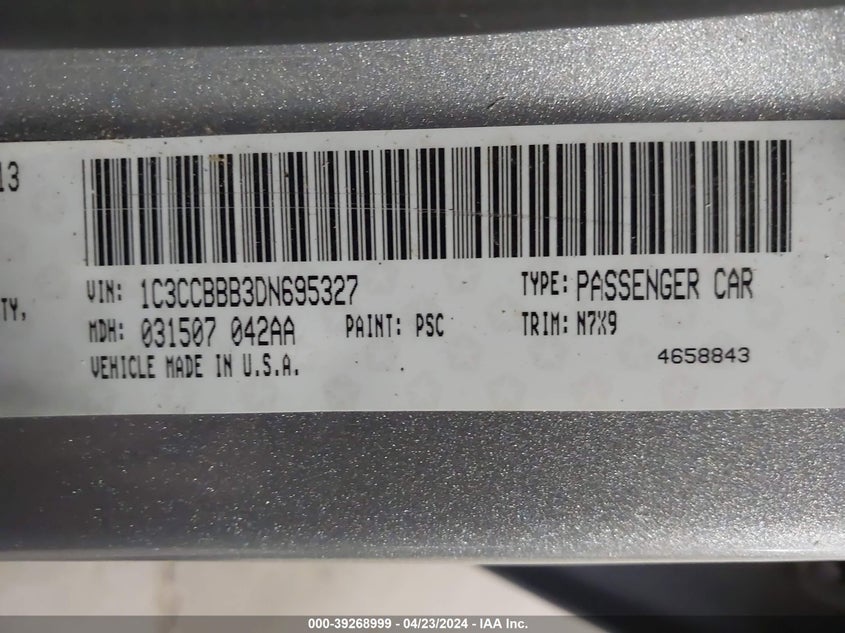 13
VIN: 1C3CCBBB3DN695327 TYPE: PASSENGER CAR
TY,
MDH: 031507 042AA PAINT: PSC TRIM: N7X9
VEHICLE MADE IN U.S.A. 4658843
000-39268999 - 04/23/2024 - IAA Inc.